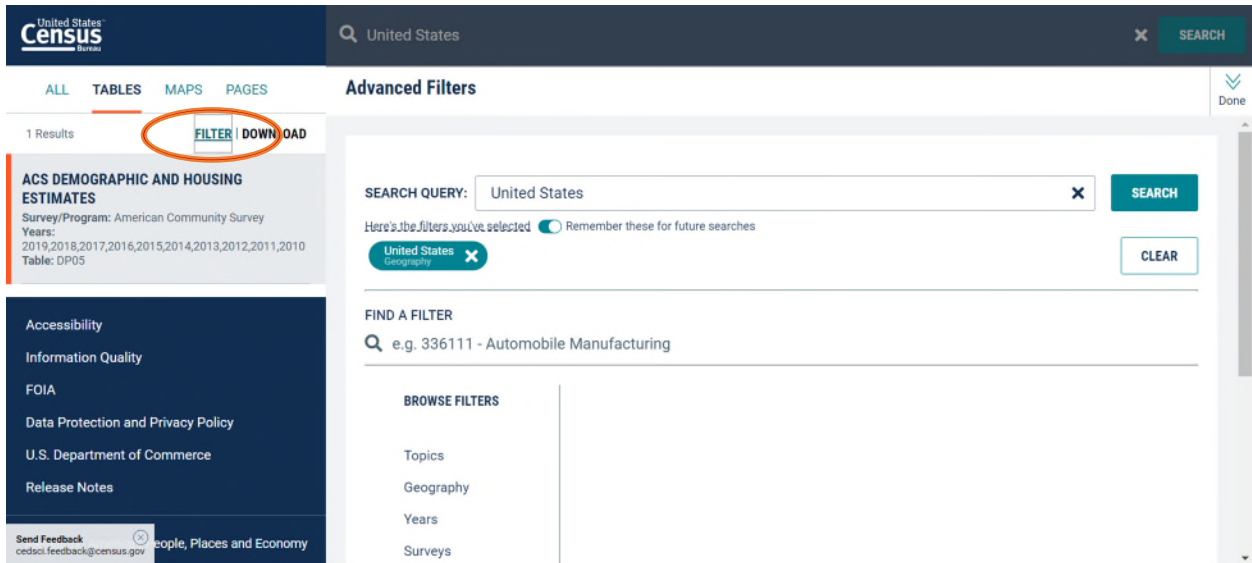 United States™
Census
Bureau
United States
SEARCH
ALL TABLES MAPS PAGES
1 Results
FILTER | DOWNLOAD
ACS DEMOGRAPHIC AND HOUSING
ESTIMATES
Survey/Program: American Community Survey
Years:
2019,2018,2017,2016,2015,2014,2013,2012,2011,2010
Table: DP05
Accessibility
Information Quality
FOIA
Data Protection and Privacy Policy
U.S. Department of Commerce
Release Notes
Send Feedback
cedsci.feedback@census.gov
eople, Places and Economy
Advanced Filters
Done
SEARCH QUERY: United States
SEARCH
Here's the filters you've selected Remember these for future searches
United States
Geography
CLEAR
FIND A FILTER
e.g. 336111 - Automobile Manufacturing
BROWSE FILTERS
Topics
Geography
Years
Surveys